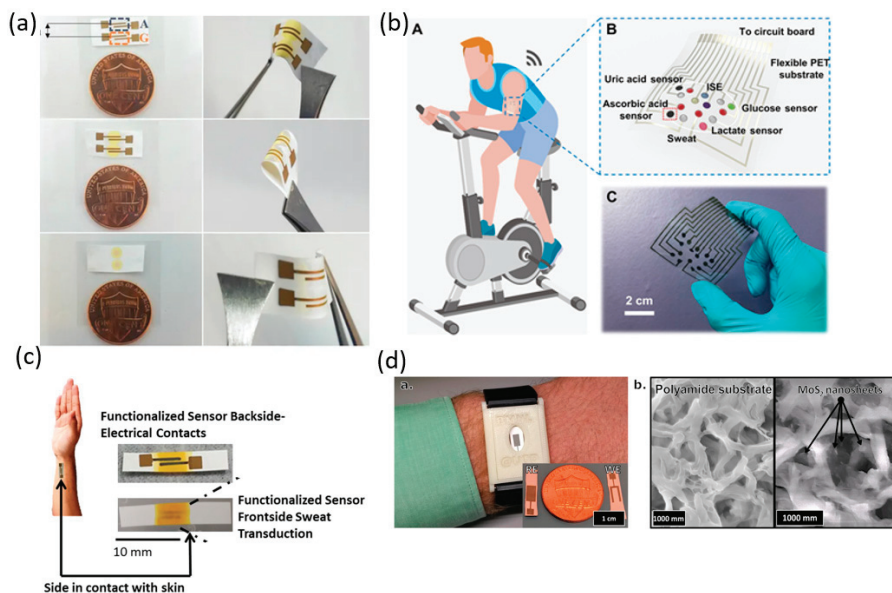 (a)
A
G
(b)
A
B
To circuit board
Flexible PET
substrate
Uric acid sensor
ISE
Ascorbic acid
sensor
Glucose sensor
Lactate sensor
Sweat
C
2 cm
(c)
Functionalized Sensor Backside-
Electrical Contacts
Functionalized Sensor
Frontside Sweat
Transduction
10 mm
Side in contact with skin
(d)
a.
1 cm
b.
Polyamide substrate
MoS₂ nanosheets
1000 mm
1000 mm